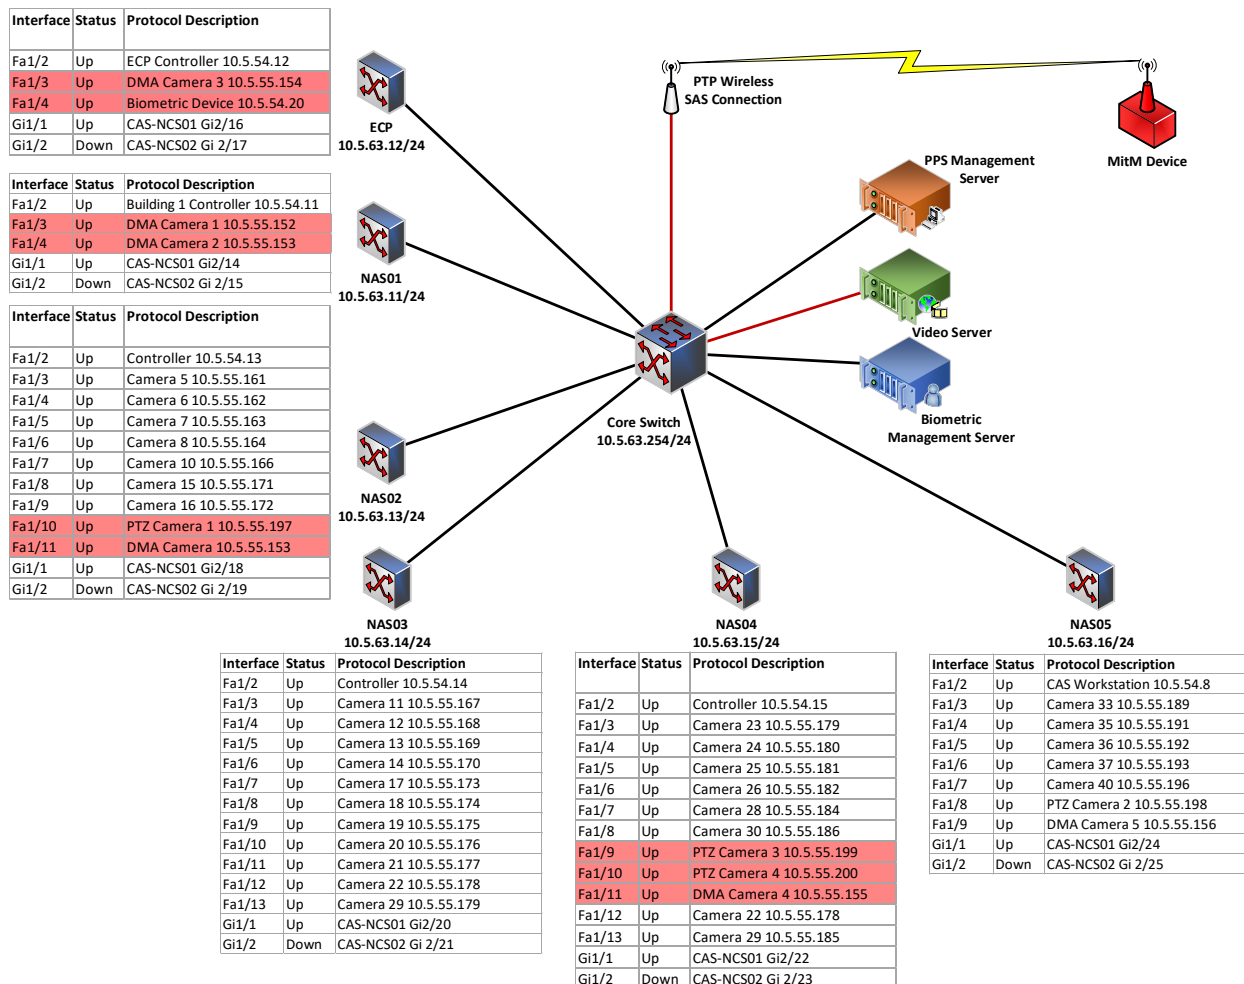 Interface Status Protocol Description
Fa1/2 Up ECP Controller 10.5.54.12
Fa1/3 Up DMA Camera 3 10.5.55.154
Fa1/4 Up Biometric Device 10.5.54.20
Gi1/1 Up CAS-NCS01 Gi2/16
Gi1/2 Down CAS-NCS02 Gi 2/17
ECP
10.5.63.12/24
PTP Wireless
SAS Connection
MitM Device
PPS Management
Server
Video Server
Biometric
Management Server
Core Switch
10.5.63.254/24
Interface Status Protocol Description
Fa1/2 Up Building 1 Controller 10.5.54.11
Fa1/3 Up DMA Camera 1 10.5.55.152
Fa1/4 Up DMA Camera 2 10.5.55.153
Gi1/1 Up CAS-NCS01 Gi2/14
Gi1/2 Down CAS-NCS02 Gi 2/15
NAS01
10.5.63.11/24
Interface Status Protocol Description
Fa1/2 Up Controller 10.5.54.13
Fa1/3 Up Camera 5 10.5.55.161
Fa1/4 Up Camera 6 10.5.55.162
Fa1/5 Up Camera 7 10.5.55.163
Fa1/6 Up Camera 8 10.5.55.164
Fa1/7 Up Camera 10 10.5.55.166
Fa1/8 Up Camera 15 10.5.55.171
Fa1/9 Up Camera 16 10.5.55.172
Fa1/10 Up PTZ Camera 1 10.5.55.197
Fa1/11 Up DMA Camera 10.5.55.153
Gi1/1 Up CAS-NCS01 Gi2/18
Gi1/2 Down CAS-NCS02 Gi 2/19
NAS02
10.5.63.13/24
NAS03
10.5.63.14/24
Interface Status Protocol Description
Fa1/2 Up Controller 10.5.54.14
Fa1/3 Up Camera 11 10.5.55.167
Fa1/4 Up Camera 12 10.5.55.168
Fa1/5 Up Camera 13 10.5.55.169
Fa1/6 Up Camera 14 10.5.55.170
Fa1/7 Up Camera 17 10.5.55.173
Fa1/8 Up Camera 18 10.5.55.174
Fa1/9 Up Camera 19 10.5.55.175
Fa1/10 Up Camera 20 10.5.55.176
Fa1/11 Up Camera 21 10.5.55.177
Fa1/12 Up Camera 22 10.5.55.178
Fa1/13 Up Camera 29 10.5.55.179
Gi1/1 Up CAS-NCS01 Gi2/20
Gi1/2 Down CAS-NCS02 Gi 2/21
NAS04
10.5.63.15/24
Interface Status Protocol Description
Fa1/2 Up Controller 10.5.54.15
Fa1/3 Up Camera 23 10.5.55.179
Fa1/4 Up Camera 24 10.5.55.180
Fa1/5 Up Camera 25 10.5.55.181
Fa1/6 Up Camera 26 10.5.55.182
Fa1/7 Up Camera 28 10.5.55.184
Fa1/8 Up Camera 30 10.5.55.186
Fa1/9 Up PTZ Camera 3 10.5.55.199
Fa1/10 Up PTZ Camera 4 10.5.55.200
Fa1/11 Up DMA Camera 4 10.5.55.155
Fa1/12 Up Camera 22 10.5.55.178
Fa1/13 Up Camera 29 10.5.55.185
Gi1/1 Up CAS-NCS01 Gi2/22
Gi1/2 Down CAS-NCS02 Gi 2/23
NAS05
10.5.63.16/24
Interface Status Protocol Description
Fa1/2 Up CAS Workstation 10.5.54.8
Fa1/3 Up Camera 33 10.5.55.189
Fa1/4 Up Camera 35 10.5.55.191
Fa1/5 Up Camera 36 10.5.55.192
Fa1/6 Up Camera 37 10.5.55.193
Fa1/7 Up Camera 40 10.5.55.196
Fa1/8 Up PTZ Camera 2 10.5.55.198
Fa1/9 Up DMA Camera 5 10.5.55.156
Gi1/1 Up CAS-NCS01 Gi2/24
Gi1/2 Down CAS-NCS02 Gi 2/25